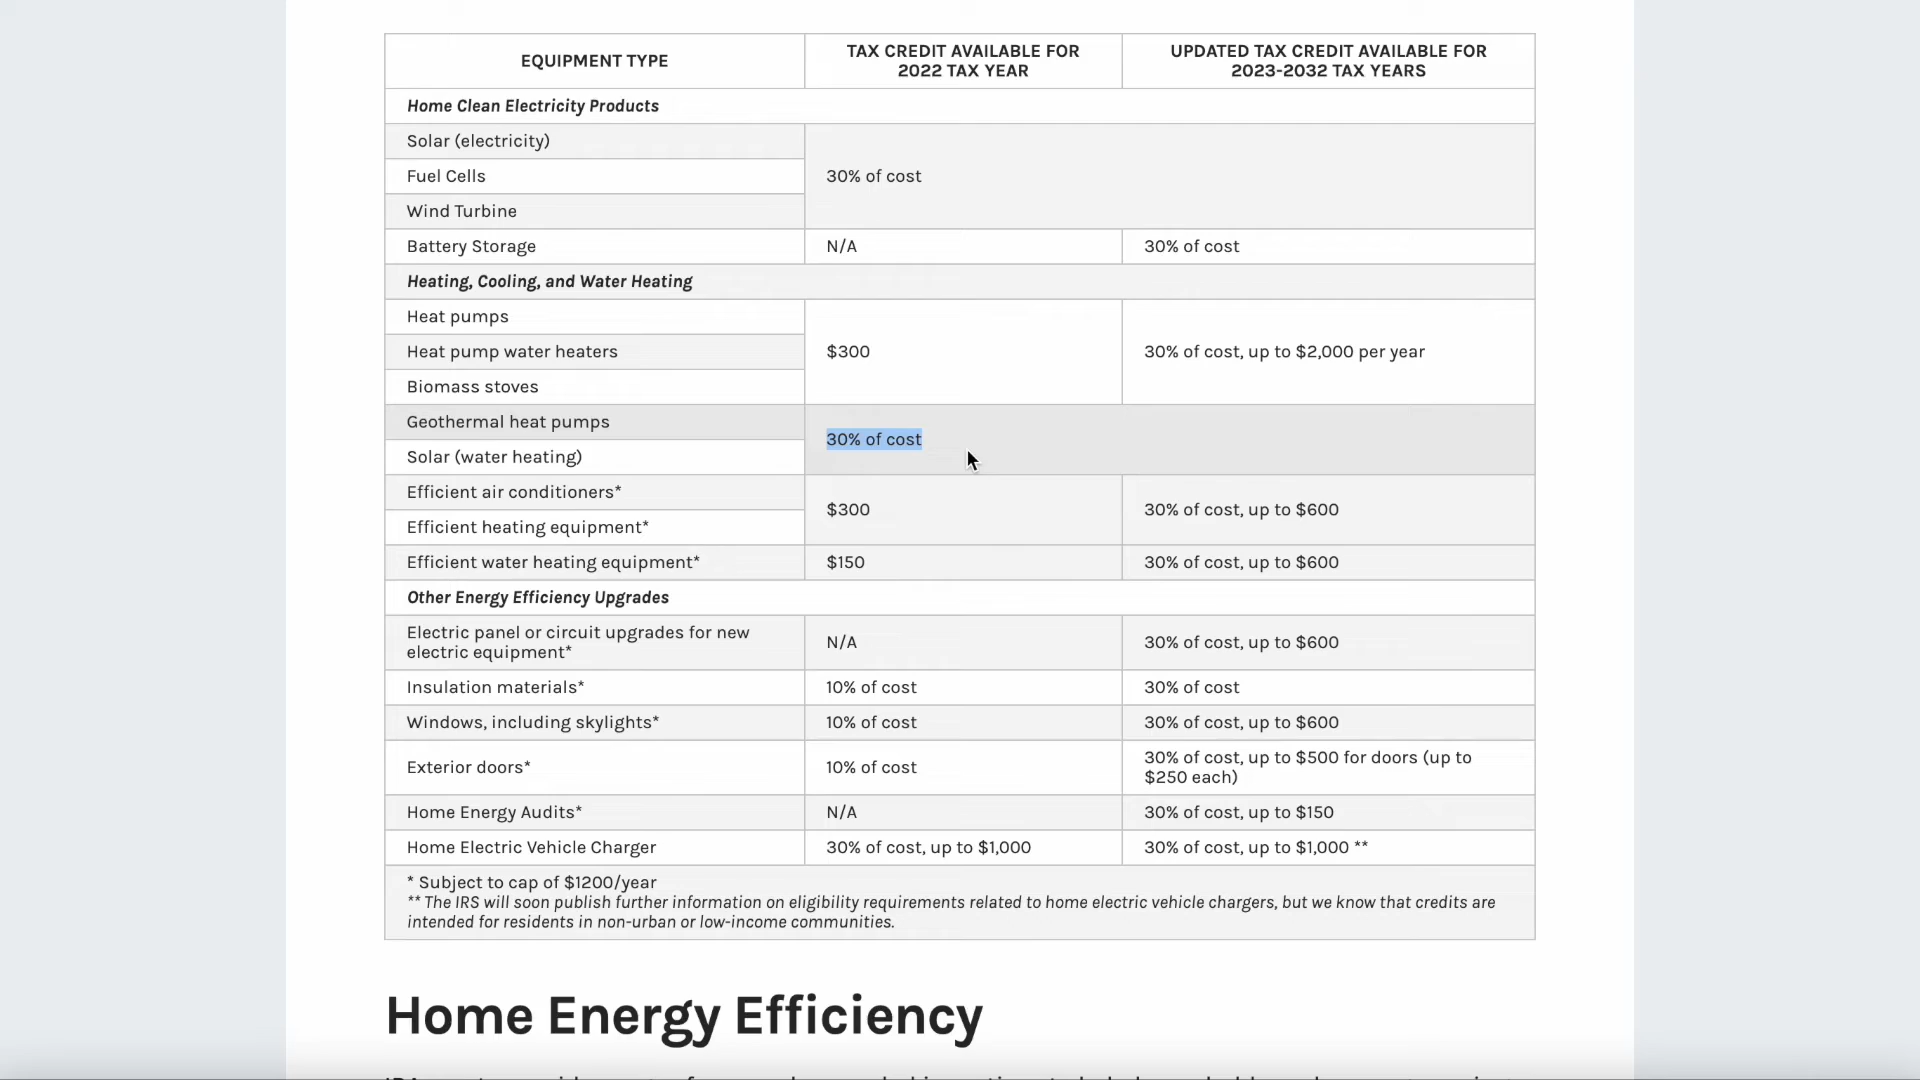 EQUIPMENT TYPE
TAX CREDIT AVAILABLE FOR
2022 TAX YEAR
UPDATED TAX CREDIT AVAILABLE FOR
2023-2032 TAX YEARS
Home Clean Electricity Products
Solar (electricity)
Fuel Cells
Wind Turbine
30% of cost
Battery Storage
N/A
30% of cost
Heating, Cooling, and Water Heating
Heat pumps
Heat pump water heaters
Biomass stoves
$300
30% of cost, up to $2,000 per year
Geothermal heat pumps
Solar (water heating)
30% of cost
Efficient air conditioners*
Efficient heating equipment*
$300
30% of cost, up to $600
Efficient water heating equipment*
$150
30% of cost, up to $600
Other Energy Efficiency Upgrades
Electric panel or circuit upgrades for new
electric equipment*
N/A
30% of cost, up to $600
Insulation materials*
10% of cost
30% of cost
Windows, including skylights*
10% of cost
30% of cost, up to $600
Exterior doors*
10% of cost
30% of cost, up to $500 for doors (up to
$250 each)
Home Energy Audits*
N/A
30% of cost, up to $150
Home Electric Vehicle Charger
30% of cost, up to $1,000
30% of cost, up to $1,000 **
* Subject to cap of $1200/year
** The IRS will soon publish further information on eligibility requirements related to home electric vehicle chargers, but we know that credits are
intended for residents in non-urban or low-income communities.
Home Energy Efficiency